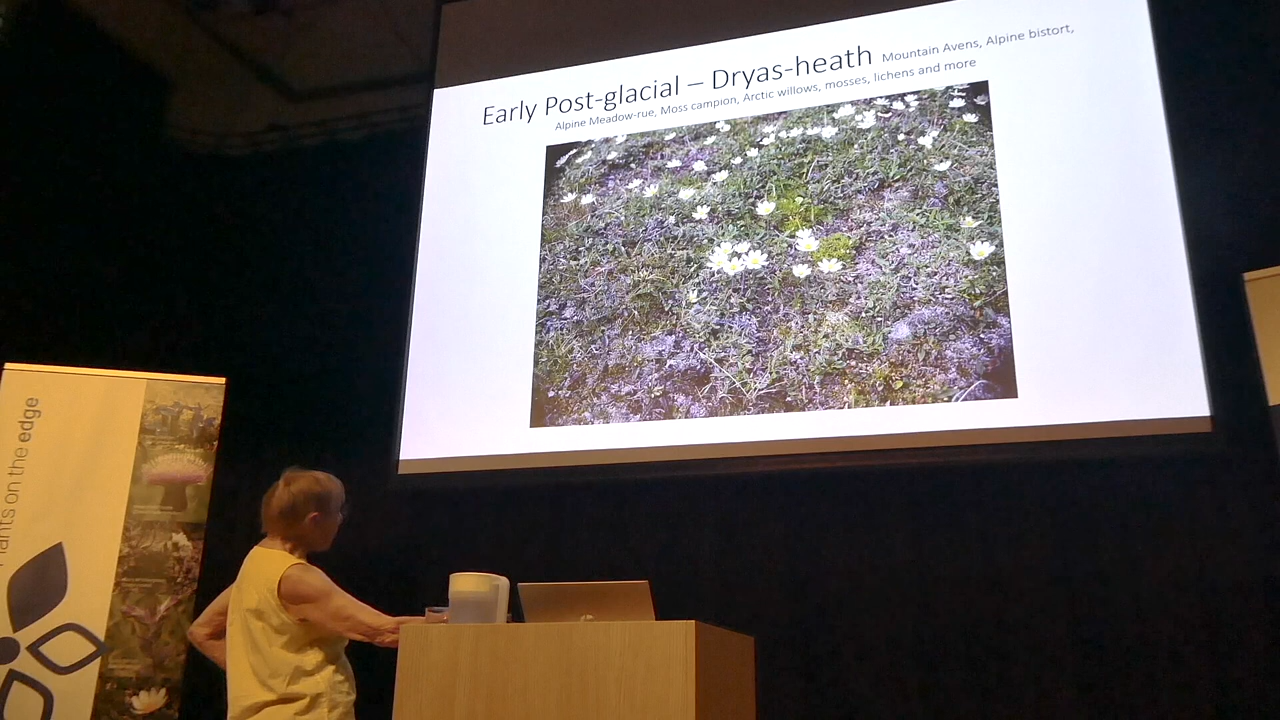 Early Post-glacial – Dryas-heath Mountain Avens, Alpine bistort,
Alpine Meadow-rue, Moss campion, Arctic willows, mosses, lichens and more
on the edge